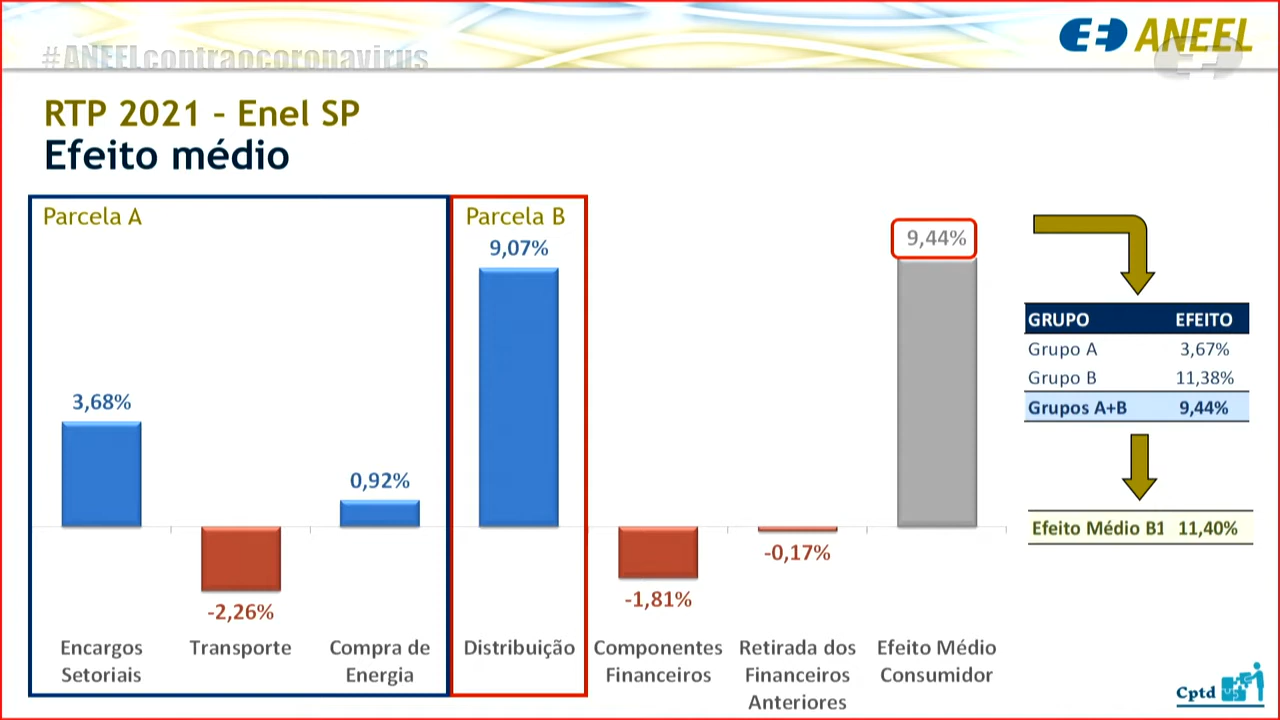 #ANEELcontraocoronavirus
ANEEL
RTP 2021 – Enel SP
Efeito médio
Parcela A
Parcela B
9,07%
9,44%
3,68%
0,92%
-2,26%
-1,81%
-0,17%
Encargos
Setoriais
Transporte
Compra de
Energia
Distribuição
Componentes
Financeiros
Retirada dos
Financeiros
Anteriores
Efeito Médio
Consumidor
GRUPO EFEITO
Grupo A 3,67%
Grupo B 11,38%
Grupos A+B 9,44%
Efeito Médio B1 11,40%
Cptd